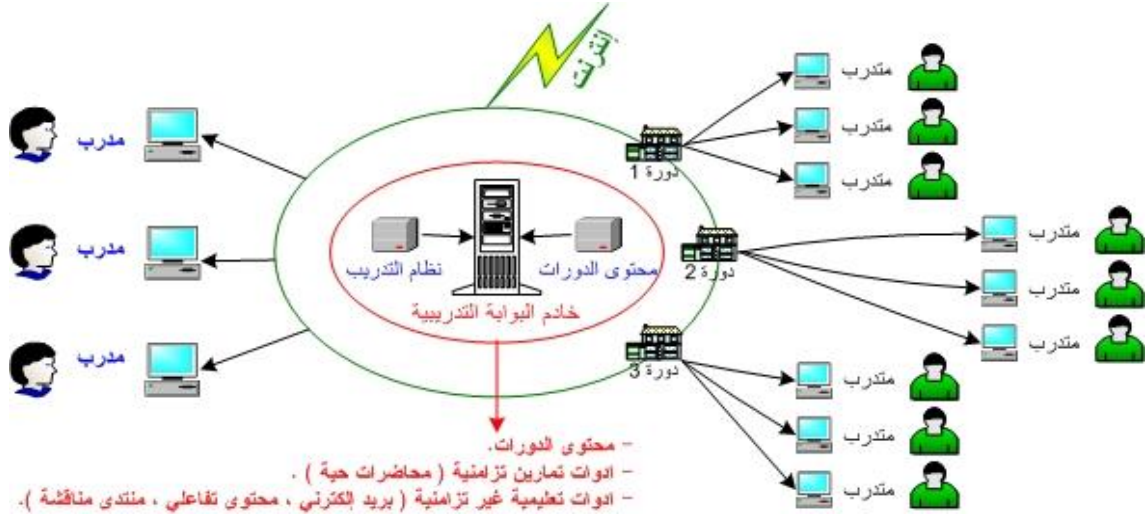 إنترنت
متدرب
متدرب
متدرب
دورة 1
مدرب
مدرب
مدرب
محتوى الدورات
نظام التدريب
خادم البوابة التدريبية
دورة 2
متدرب
متدرب
متدرب
دورة 3
متدرب
متدرب
متدرب
- محتوى الدورات.
- ادوات تمارين تزامنية ( محاضرات حية ) .
- ادوات تعليمية غير تزامنية ( بريد إلكترني ، محتوى تفاعلي ، منتدى مناقشة ).